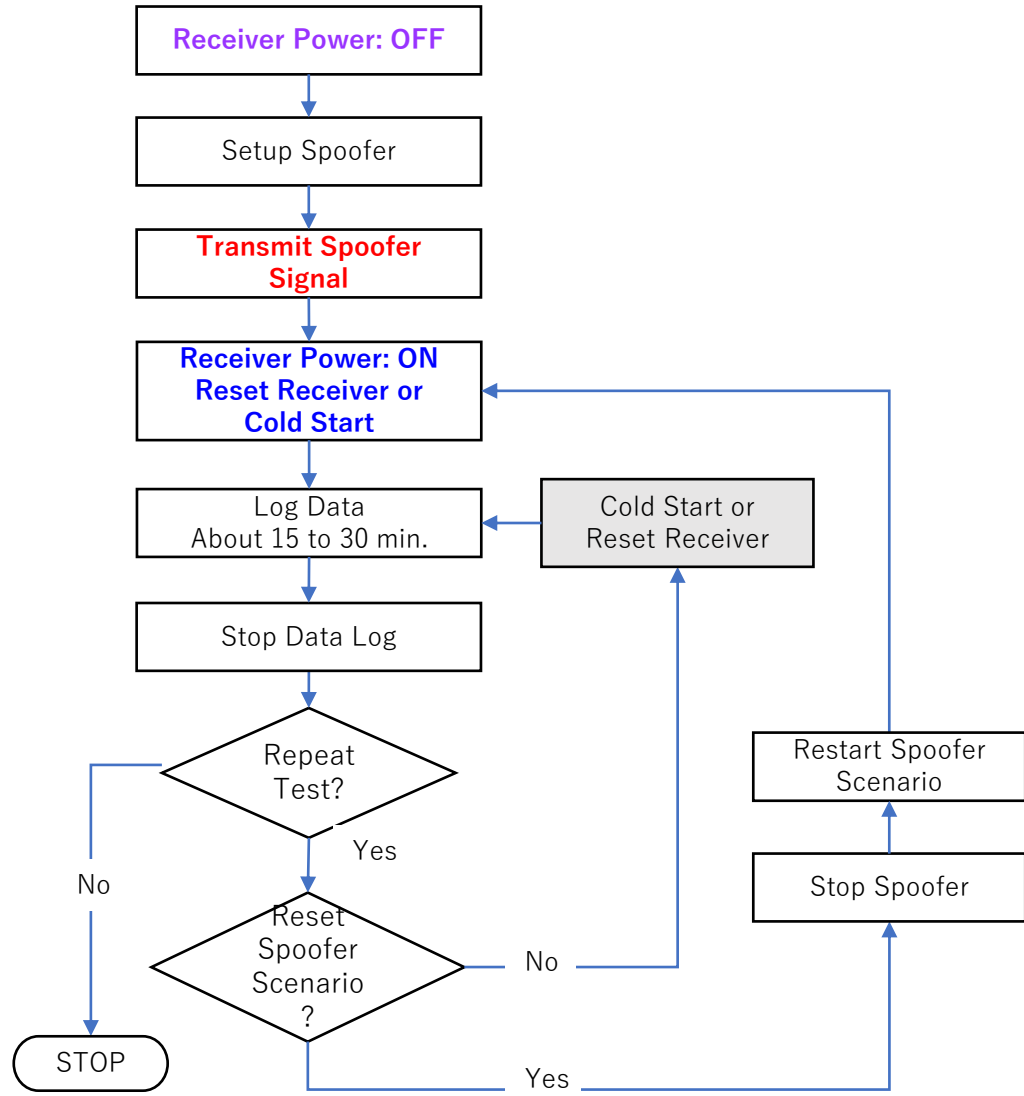 Receiver Power: OFF
Setup Spoofer
Transmit Spoofer
Signal
Receiver Power: ON
Reset Receiver or
Cold Start
Log Data
About 15 to 30 min.
Cold Start or
Reset Receiver
Stop Data Log
Repeat
Test?
Restart Spoofer
Scenario
Yes
No
Stop Spoofer
Reset
Spoofer
Scenario
?
No
STOP
Yes